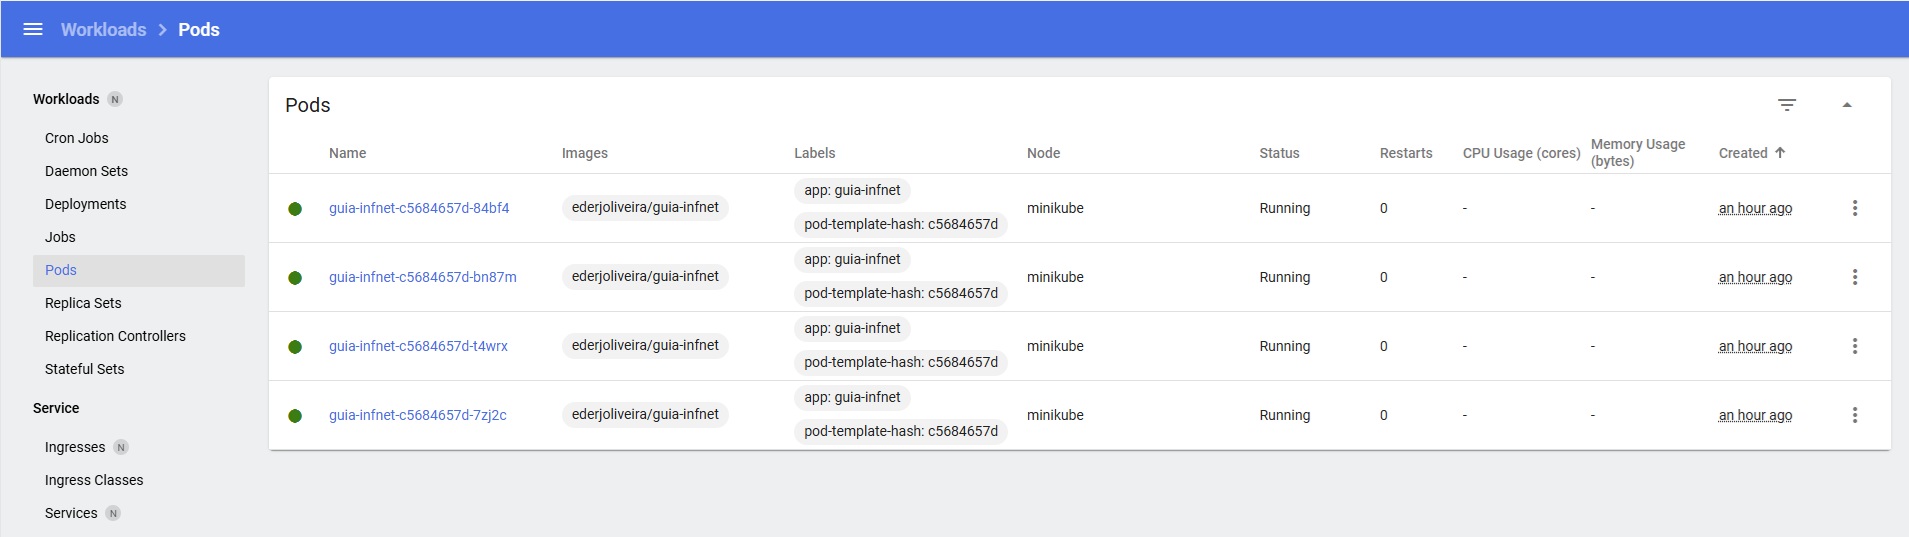 Workloads > Pods
Workloads N
Cron Jobs
Daemon Sets
Deployments
Jobs
Pods
Replica Sets
Replication Controllers
Stateful Sets
Service
Ingresses N
Ingress Classes
Services N
Pods
Name Images Labels Node Status Restarts CPU Usage (cores) Memory Usage (bytes) Created
guia-infnet-c5684657d-84bf4 ederjoliveira/guia-infnet app: guia-infnet minikube Running 0 - - an hour ago
pod-template-hash: c5684657d
guia-infnet-c5684657d-bn87m ederjoliveira/guia-infnet app: guia-infnet minikube Running 0 - - an hour ago
pod-template-hash: c5684657d
guia-infnet-c5684657d-t4wrx ederjoliveira/guia-infnet app: guia-infnet minikube Running 0 - - an hour ago
pod-template-hash: c5684657d
guia-infnet-c5684657d-7zj2c ederjoliveira/guia-infnet app: guia-infnet minikube Running 0 - - an hour ago
pod-template-hash: c5684657d